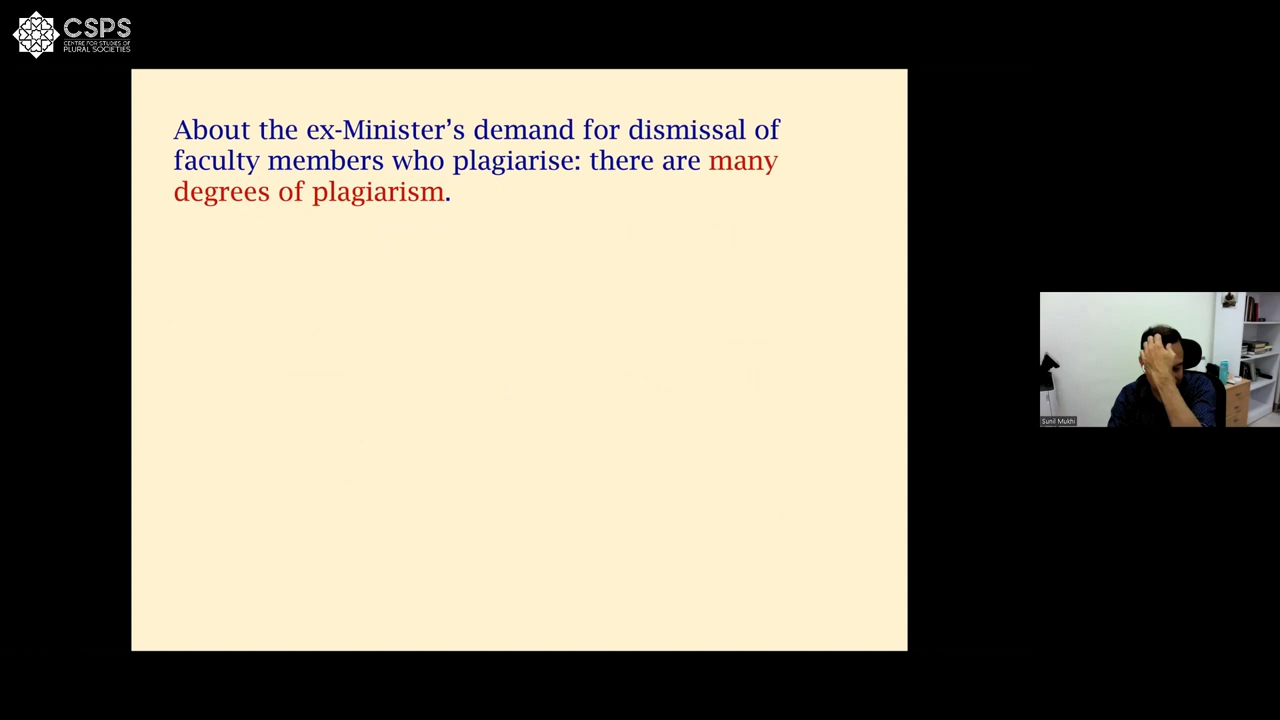 CSPS
CENTRE FOR STUDIES OF
PLURAL SOCIETIES
About the ex-Minister's demand for dismissal of
faculty members who plagiarise: there are many
degrees of plagiarism.
Sunil Mukhi